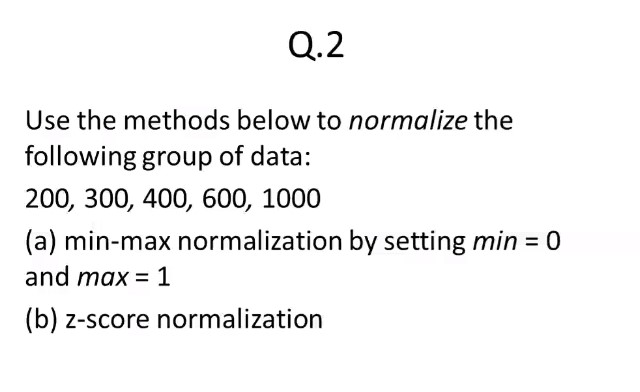 Q.2
Use the methods below to normalize the
following group of data:
200, 300, 400, 600, 1000
(a) min-max normalization by setting min = 0
and max = 1
(b) z-score normalization